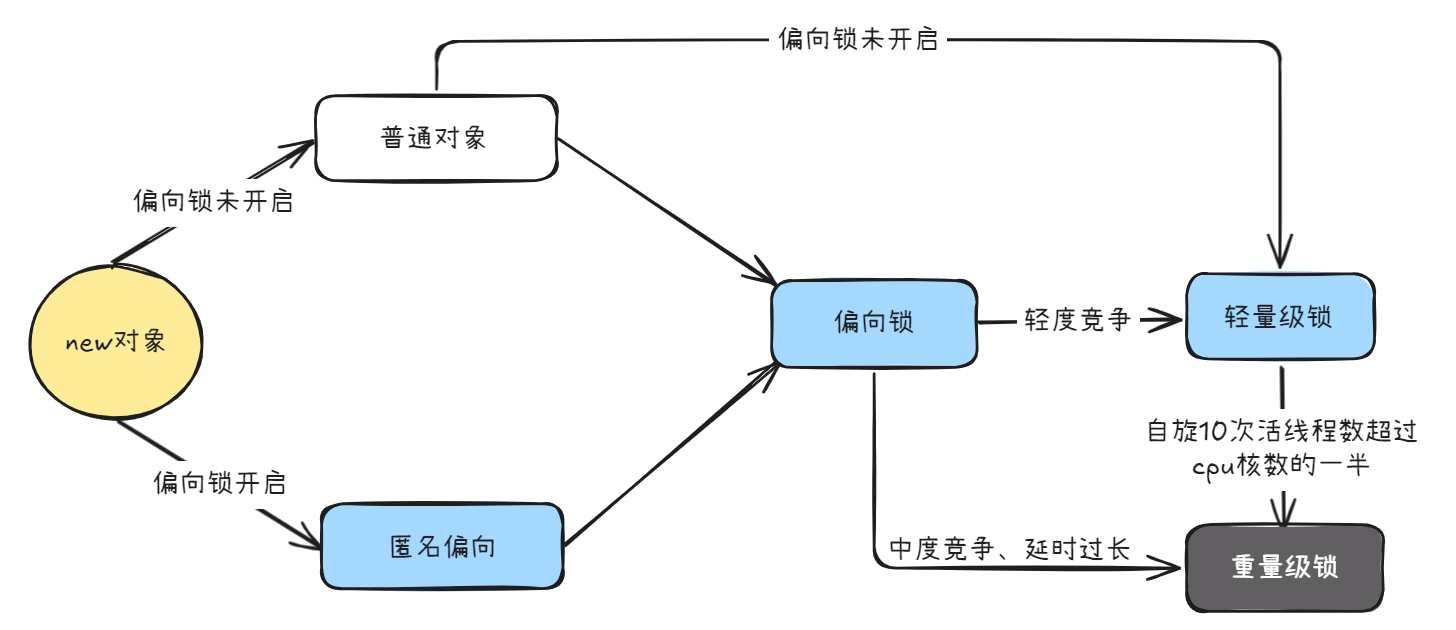 偏向锁未开启
普通对象
偏向锁未开启
new对象
偏向锁
轻度竞争
轻量级锁
自旋10次活线程数超过
cpu核数的一半
偏向锁开启
匿名偏向
中度竞争、延时过长
重量级锁